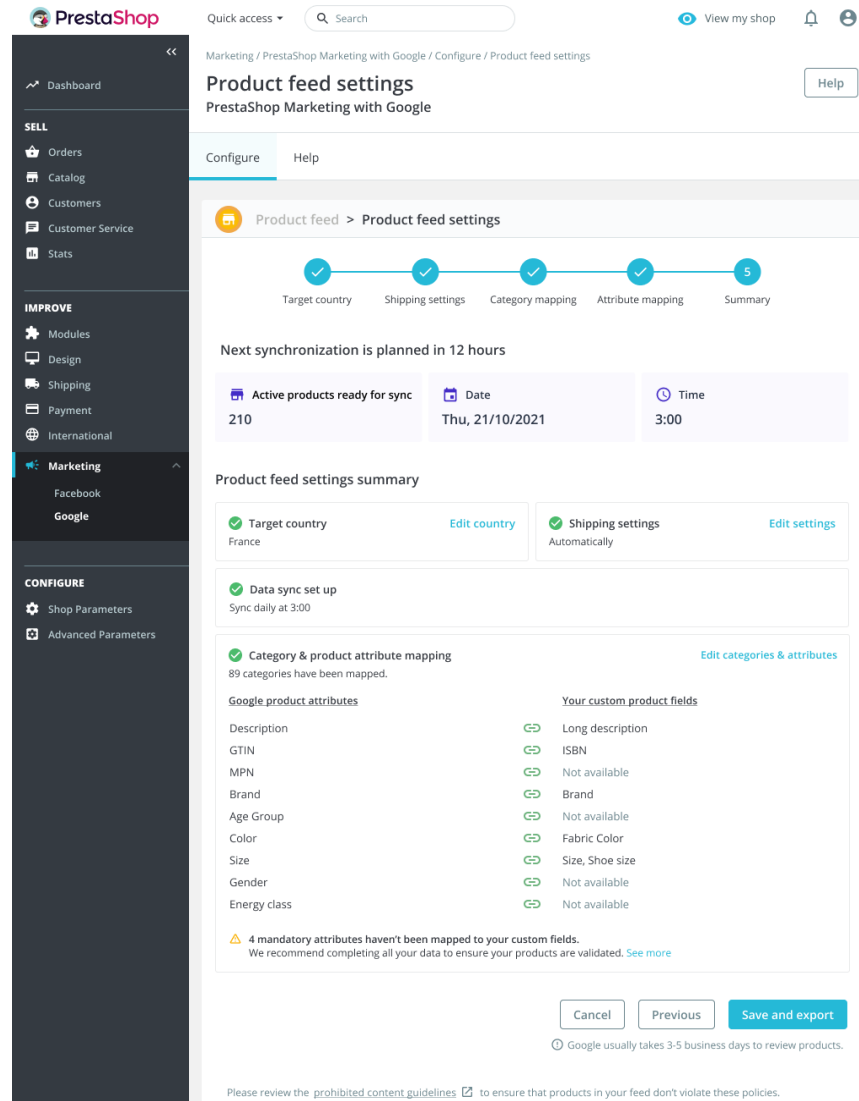 PrestaShop
Quick access
Search
View my shop
Dashboard
SELL
Orders
Catalog
Customers
Customer Service
Stats
IMPROVE
Modules
Design
Shipping
Payment
International
Marketing
Facebook
Google
CONFIGURE
Shop Parameters
Advanced Parameters
Marketing / PrestaShop Marketing with Google / Configure / Product feed settings
Product feed settings
Help
PrestaShop Marketing with Google
Configure
Help
Product feed > Product feed settings
5
Target country
Shipping settings
Category mapping
Attribute mapping
Summary
Next synchronization is planned in 12 hours
Active products ready for sync
210
Date
Thu, 21/10/2021
Time
3:00
Product feed settings summary
Target country
Edit country
France
Shipping settings
Edit settings
Automatically
Data sync set up
Sync daily at 3:00
Category & product attribute mapping
Edit categories & attributes
89 categories have been mapped.
Google product attributes
Your custom product fields
Description
Long description
GTIN
ISBN
MPN
Not available
Brand
Brand
Age Group
Not available
Color
Fabric Color
Size
Size, Shoe size
Gender
Not available
Energy class
Not available
4 mandatory attributes haven't been mapped to your custom fields.
We recommend completing all your data to ensure your products are validated. See more
Cancel
Previous
Save and export
Google usually takes 3-5 business days to review products.
Please review the prohibited content guidelines to ensure that products in your feed don't violate these policies.